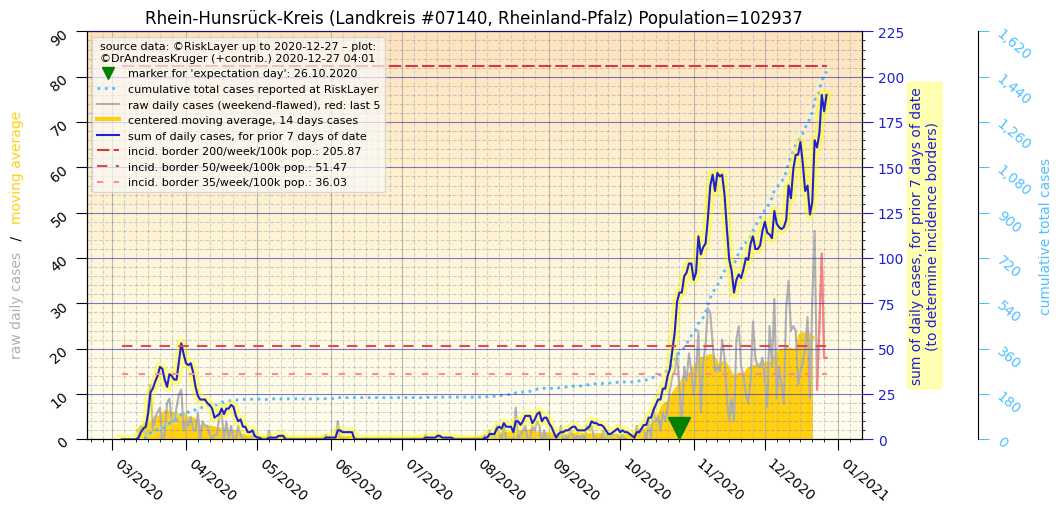 Rhein-Hunsrück-Kreis (Landkreis #07140, Rheinland-Pfalz) Population=102937
source data: ©RiskLayer up to 2020-12-27 – plot:
©DrAndreasKruger (+contrib.) 2020-12-27 04:01
marker for 'expectation day': 26.10.2020
cumulative total cases reported at RiskLayer
raw daily cases (weekend-flawed), red: last 5
centered moving average, 14 days cases
sum of daily cases, for prior 7 days of date
incid. border 200/week/100k pop.: 205.87
incid. border 50/week/100k pop.: 51.47
incid. border 35/week/100k pop.: 36.03
raw daily cases / moving average
90
80
70
60
50
40
30
20
10
0
03/2020
04/2020
05/2020
06/2020
07/2020
08/2020
09/2020
10/2020
11/2020
12/2020
01/2021
225
200
175
150
125
100
75
50
25
0
sum of daily cases, for prior 7 days of date
(to determine incidence borders)
1,620
1,440
1,260
1,080
900
720
540
360
180
0
cumulative total cases